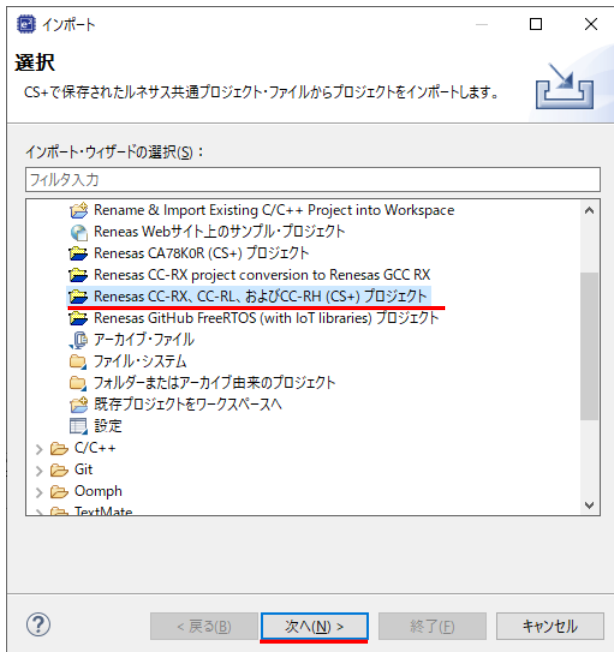 インポート
選択
CS+で保存されたルネサス共通プロジェクト・ファイルからプロジェクトをインポートします。
インポート・ウィザードの選択(S)：
フィルタ入力
Rename & Import Existing C/C++ Project into Workspace
Reneas Webサイト上のサンプル・プロジェクト
Renesas CA78K0R (CS+) プロジェクト
Renesas CC-RX project conversion to Renesas GCC RX
Renesas CC-RX、CC-RL、およびCC-RH (CS+) プロジェクト
Renesas GitHub FreeRTOS (with IoT libraries) プロジェクト
アーカイブ・ファイル
ファイル・システム
フォルダーまたはアーカイブ由来のプロジェクト
既存プロジェクトをワークスペースへ
設定
C/C++
Git
Oomph
TextMate
< 戻る(B)
次へ(N) >
終了(F)
キャンセル